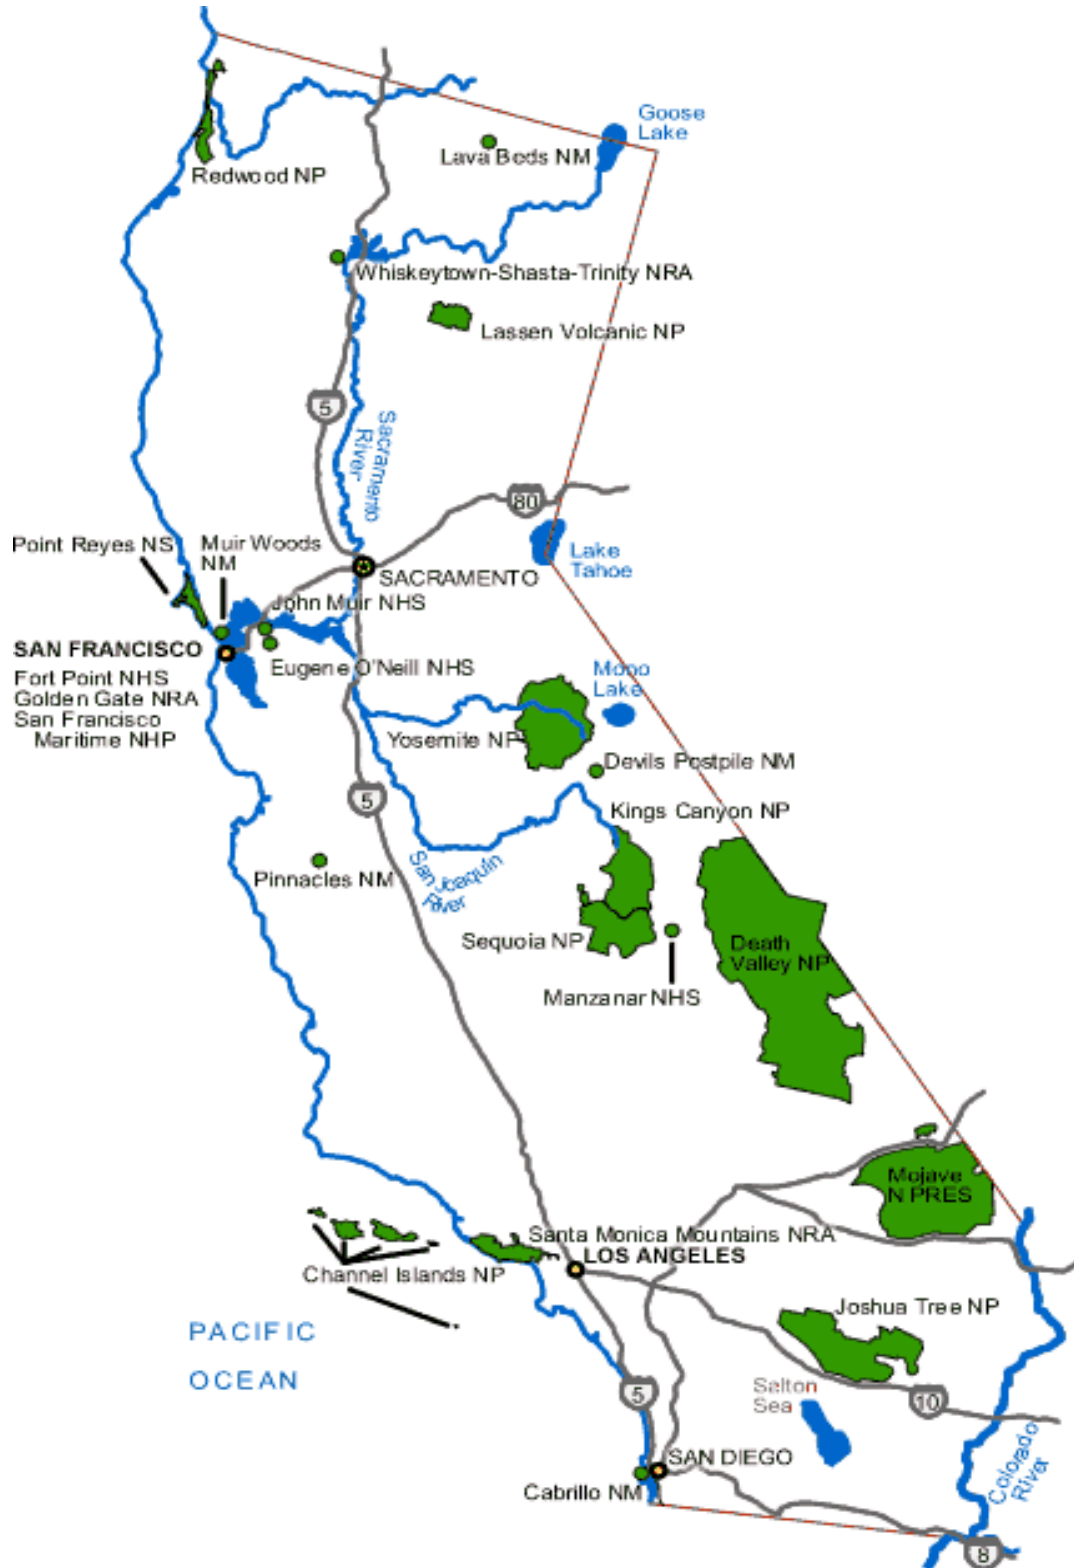 Goose
Lake
Lava Beds NM
Redwood NP
Whiskeytown-Shasta-Trinity NRA
Lassen Volcanic NP
5
Sacramento
River
80
Point Reyes NS
Muir Woods
NM
Lake
Tahoe
SACRAMENTO
John Muir NHS
SAN FRANCISCO
Eugene O'Neill NHS
Fort Point NHS
Golden Gate NRA
San Francisco
Maritime NHP
Mono
Lake
Yosemite NP
Devils Postpile NM
5
Kings Canyon NP
San Joaquin
River
Pinnacles NM
Sequoia NP
Death
Valley NP
Manzanar NHS
Mojave
N PRES
Santa Monica Mountains NRA
LOS ANGELES
Channel Islands NP
Joshua Tree NP
PACIFIC
OCEAN
Salton
Sea
5
10
SAN DIEGO
Cabrillo NM
Colorado
River
8